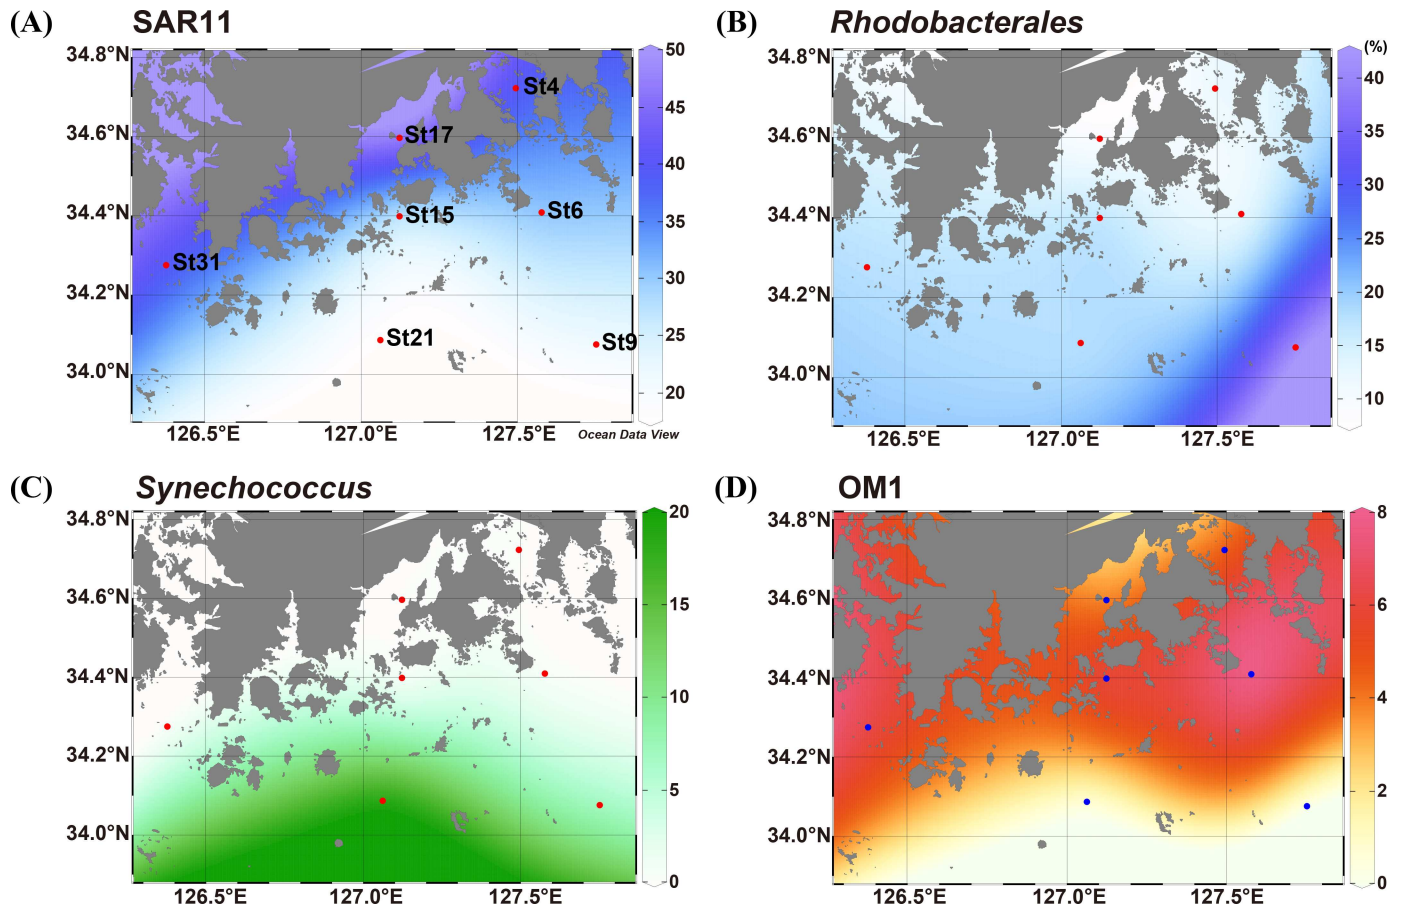 (A) SAR11
34.8°N
34.6°N
34.4°N
34.2°N
34.0°N
126.5°E 127.0°E 127.5°E
St4
St17
St15
St6
St31
St21
St9
50
45
40
35
30
25
20
Ocean Data View
(B) Rhodobacterales
(%)
34.8°N
34.6°N
34.4°N
34.2°N
34.0°N
126.5°E 127.0°E 127.5°E
40
35
30
25
20
15
10
(C) Synechococcus
34.8°N
34.6°N
34.4°N
34.2°N
34.0°N
126.5°E 127.0°E 127.5°E
20
15
10
5
0
(D) OM1
34.8°N
34.6°N
34.4°N
34.2°N
34.0°N
126.5°E 127.0°E 127.5°E
8
6
4
2
0